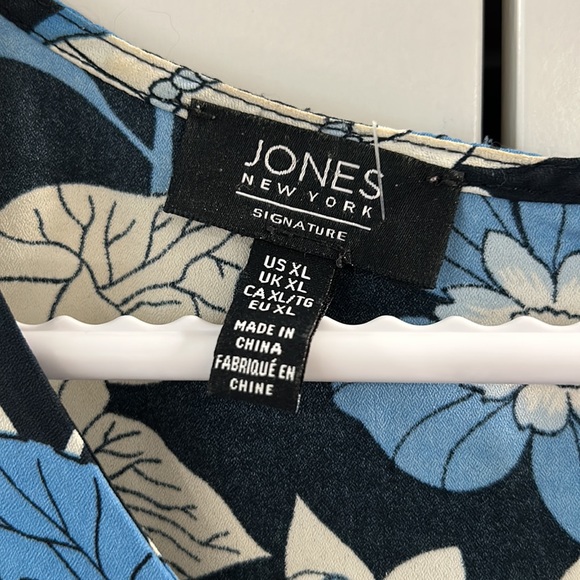 JONES
NEW YORK
SIGNATURE
US XL
UK XL
CA XL/TG
EU XL
MADE IN
CHINA
FABRIQUÉ EN
CHINE